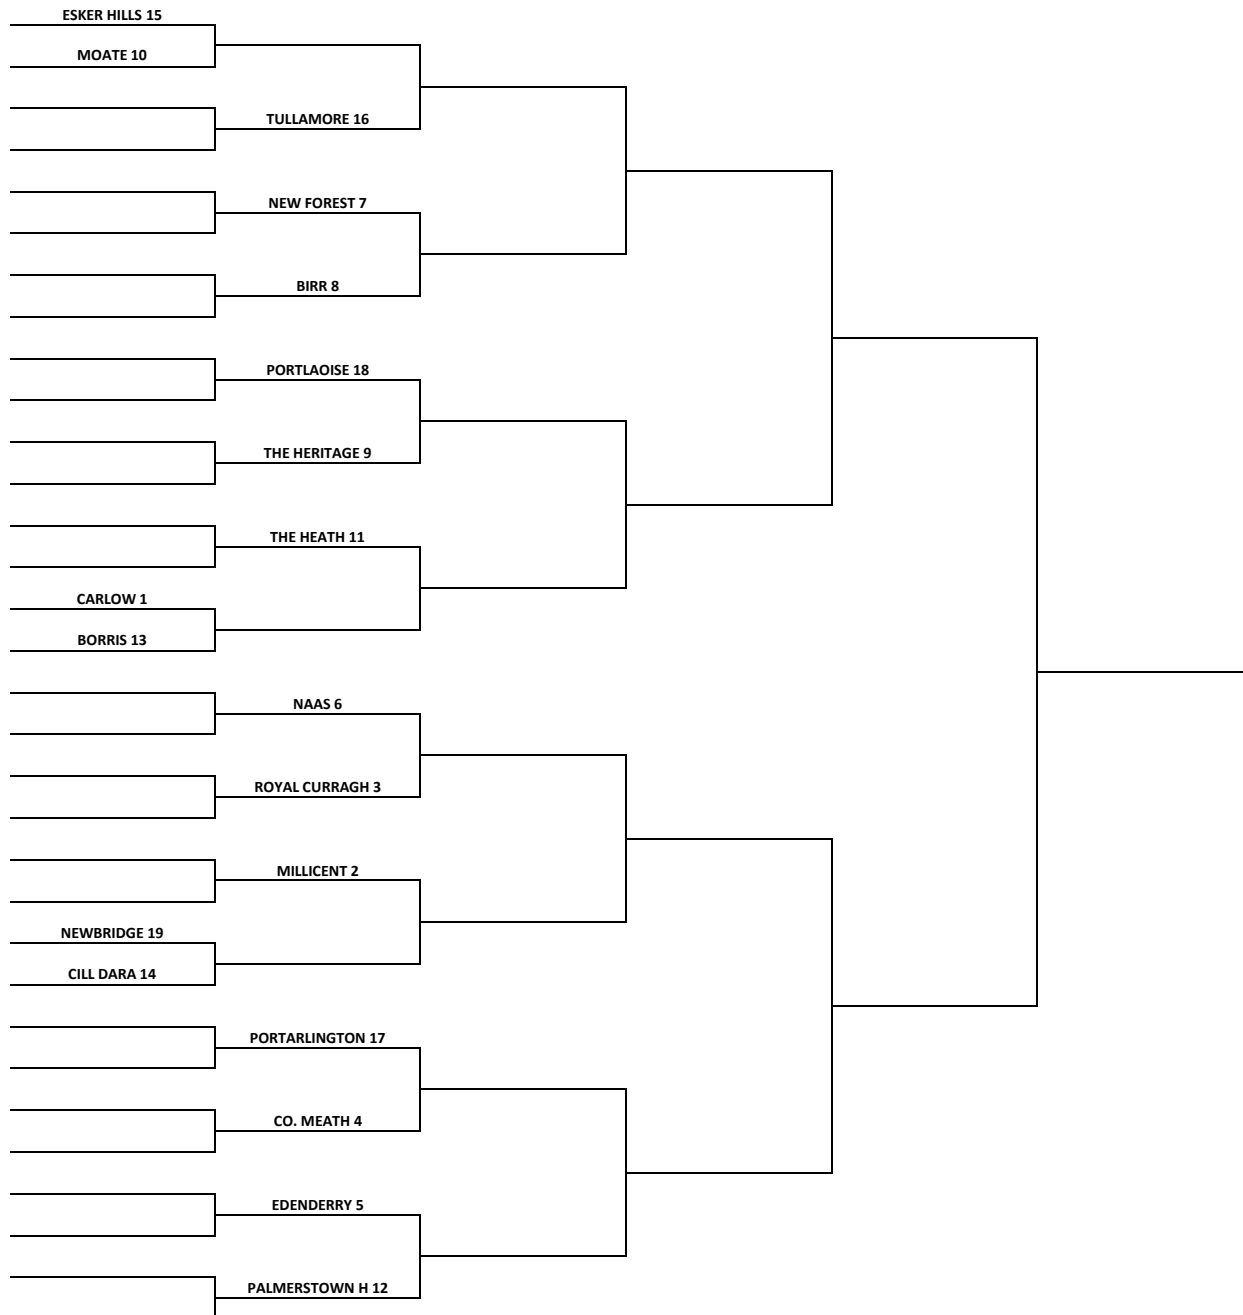 ESKER HILLS 15
MOATE 10
TULLAMORE 16
NEW FOREST 7
BIRR 8
PORTLAOISE 18
THE HERITAGE 9
THE HEATH 11
CARLOW 1
BORRIS 13
NAAS 6
ROYAL CURRAGH 3
MILLICENT 2
NEWBRIDGE 19
CILL DARA 14
PORTARLINGTON 17
CO. MEATH 4
EDENDERRY 5
PALMERSTOWN H 12